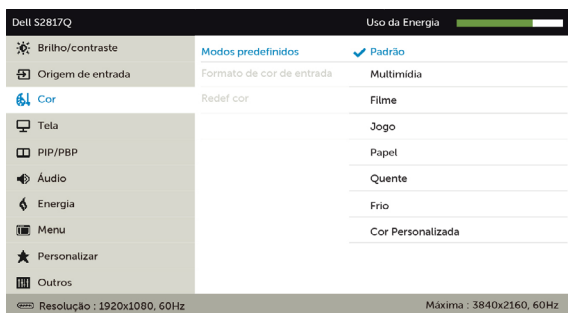 Dell S2817Q
Uso da Energia
Brilho/contraste
Origem de entrada
Cor
Tela
PIP/PBP
Áudio
Energia
Menu
Personalizar
Outros
Modos predefinidos
Formato de cor de entrada
Redef cor
Padrão
Multimídia
Filme
Jogo
Papel
Quente
Frio
Cor Personalizada
Resolução : 1920x1080, 60Hz
Máxima : 3840x2160, 60Hz